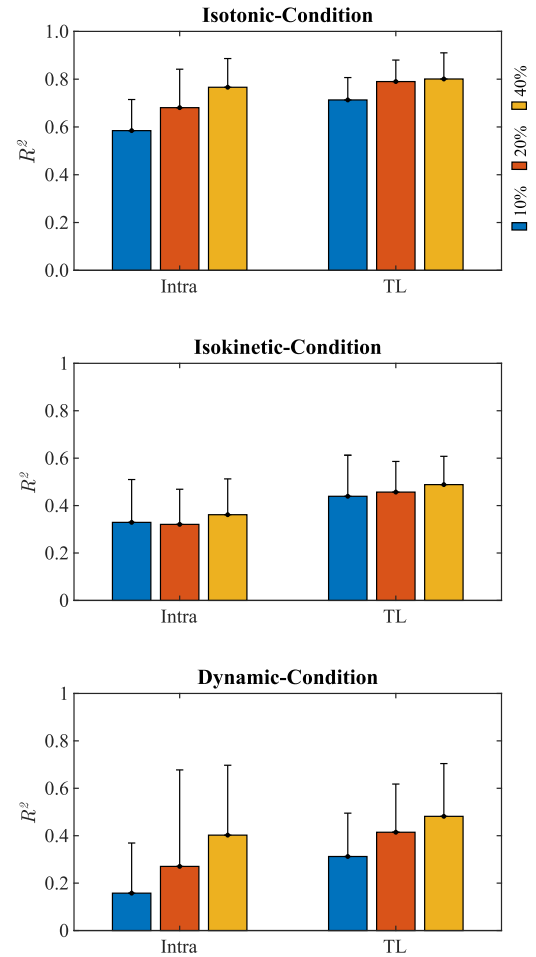 Isotonic-Condition
1.0
0.8
0.6
0.4
0.2
0.0
R²
Intra
TL
10%
20%
40%
Isokinetic-Condition
1
0.8
0.6
0.4
0.2
0
R²
Intra
TL
Dynamic-Condition
1
0.8
0.6
0.4
0.2
0
R²
Intra
TL